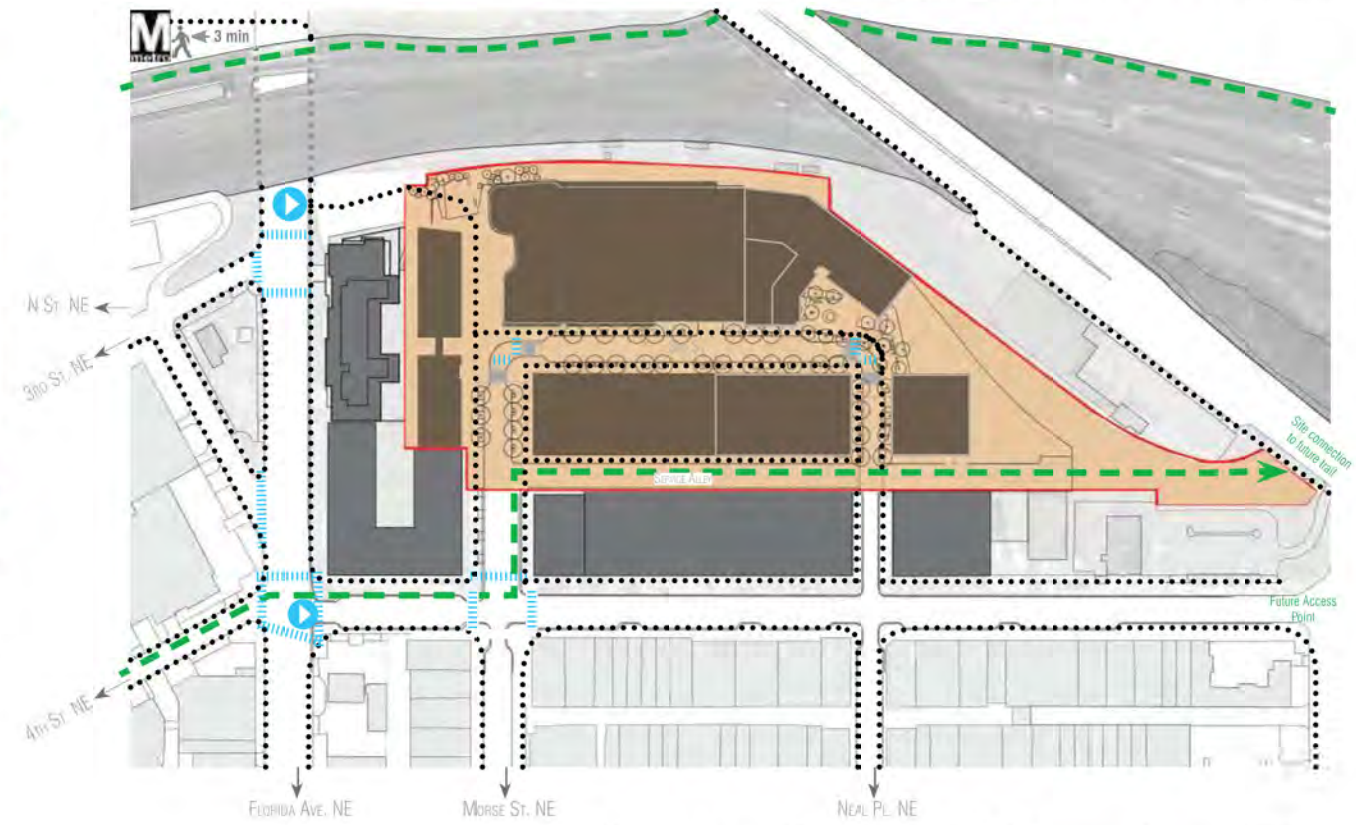 M
metro
3 min
N St. NE
3rd St. NE
Site connection
to future trail
Service Alley
Future Access
Point
4th St. NE
Florida Ave. NE
Morse St. NE
Neal Pl. NE